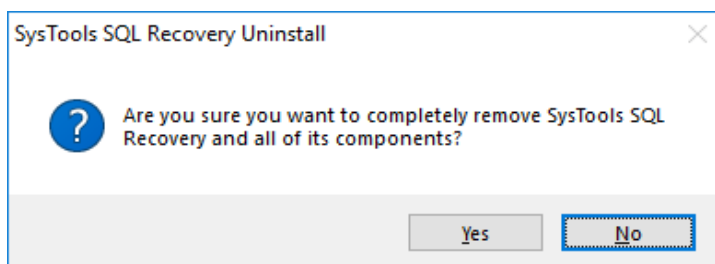 SysTools SQL Recovery Uninstall
Are you sure you want to completely remove SysTools SQL
Recovery and all of its components?
Yes
No